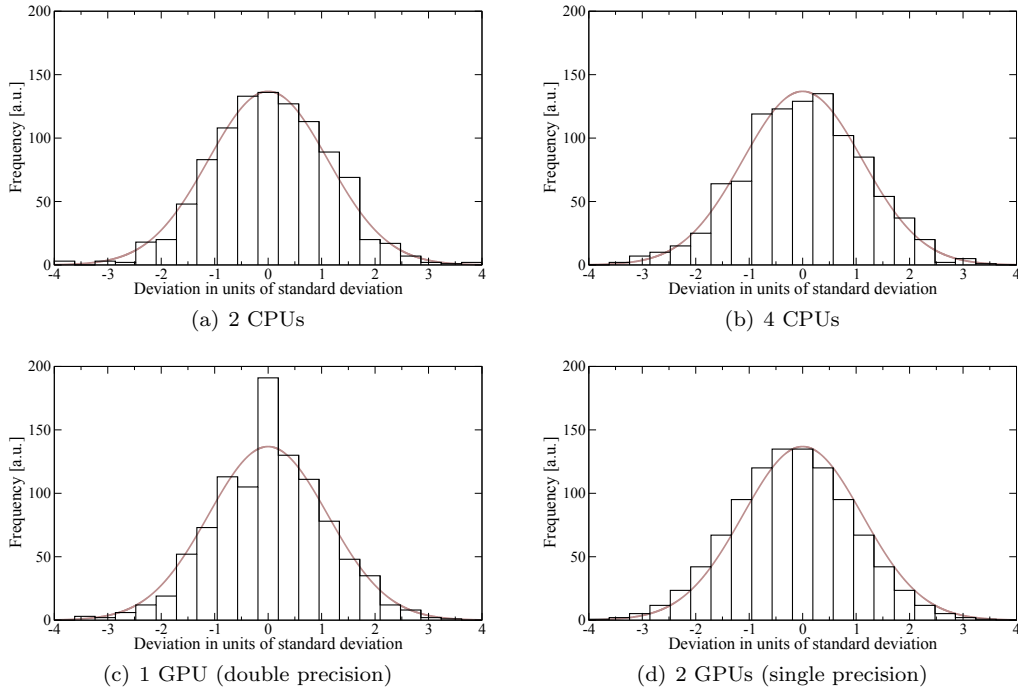 200
150
100
50
0
Frequency [a.u.]
-4 -3 -2 -1 0 1 2 3 4
Deviation in units of standard deviation
(a) 2 CPUs
200
150
100
50
0
Frequency [a.u.]
-4 -3 -2 -1 0 1 2 3 4
Deviation in units of standard deviation
(b) 4 CPUs
200
150
100
50
0
Frequency [a.u.]
-4 -3 -2 -1 0 1 2 3 4
Deviation in units of standard deviation
(c) 1 GPU (double precision)
200
150
100
50
0
Frequency [a.u.]
-4 -3 -2 -1 0 1 2 3 4
Deviation in units of standard deviation
(d) 2 GPUs (single precision)